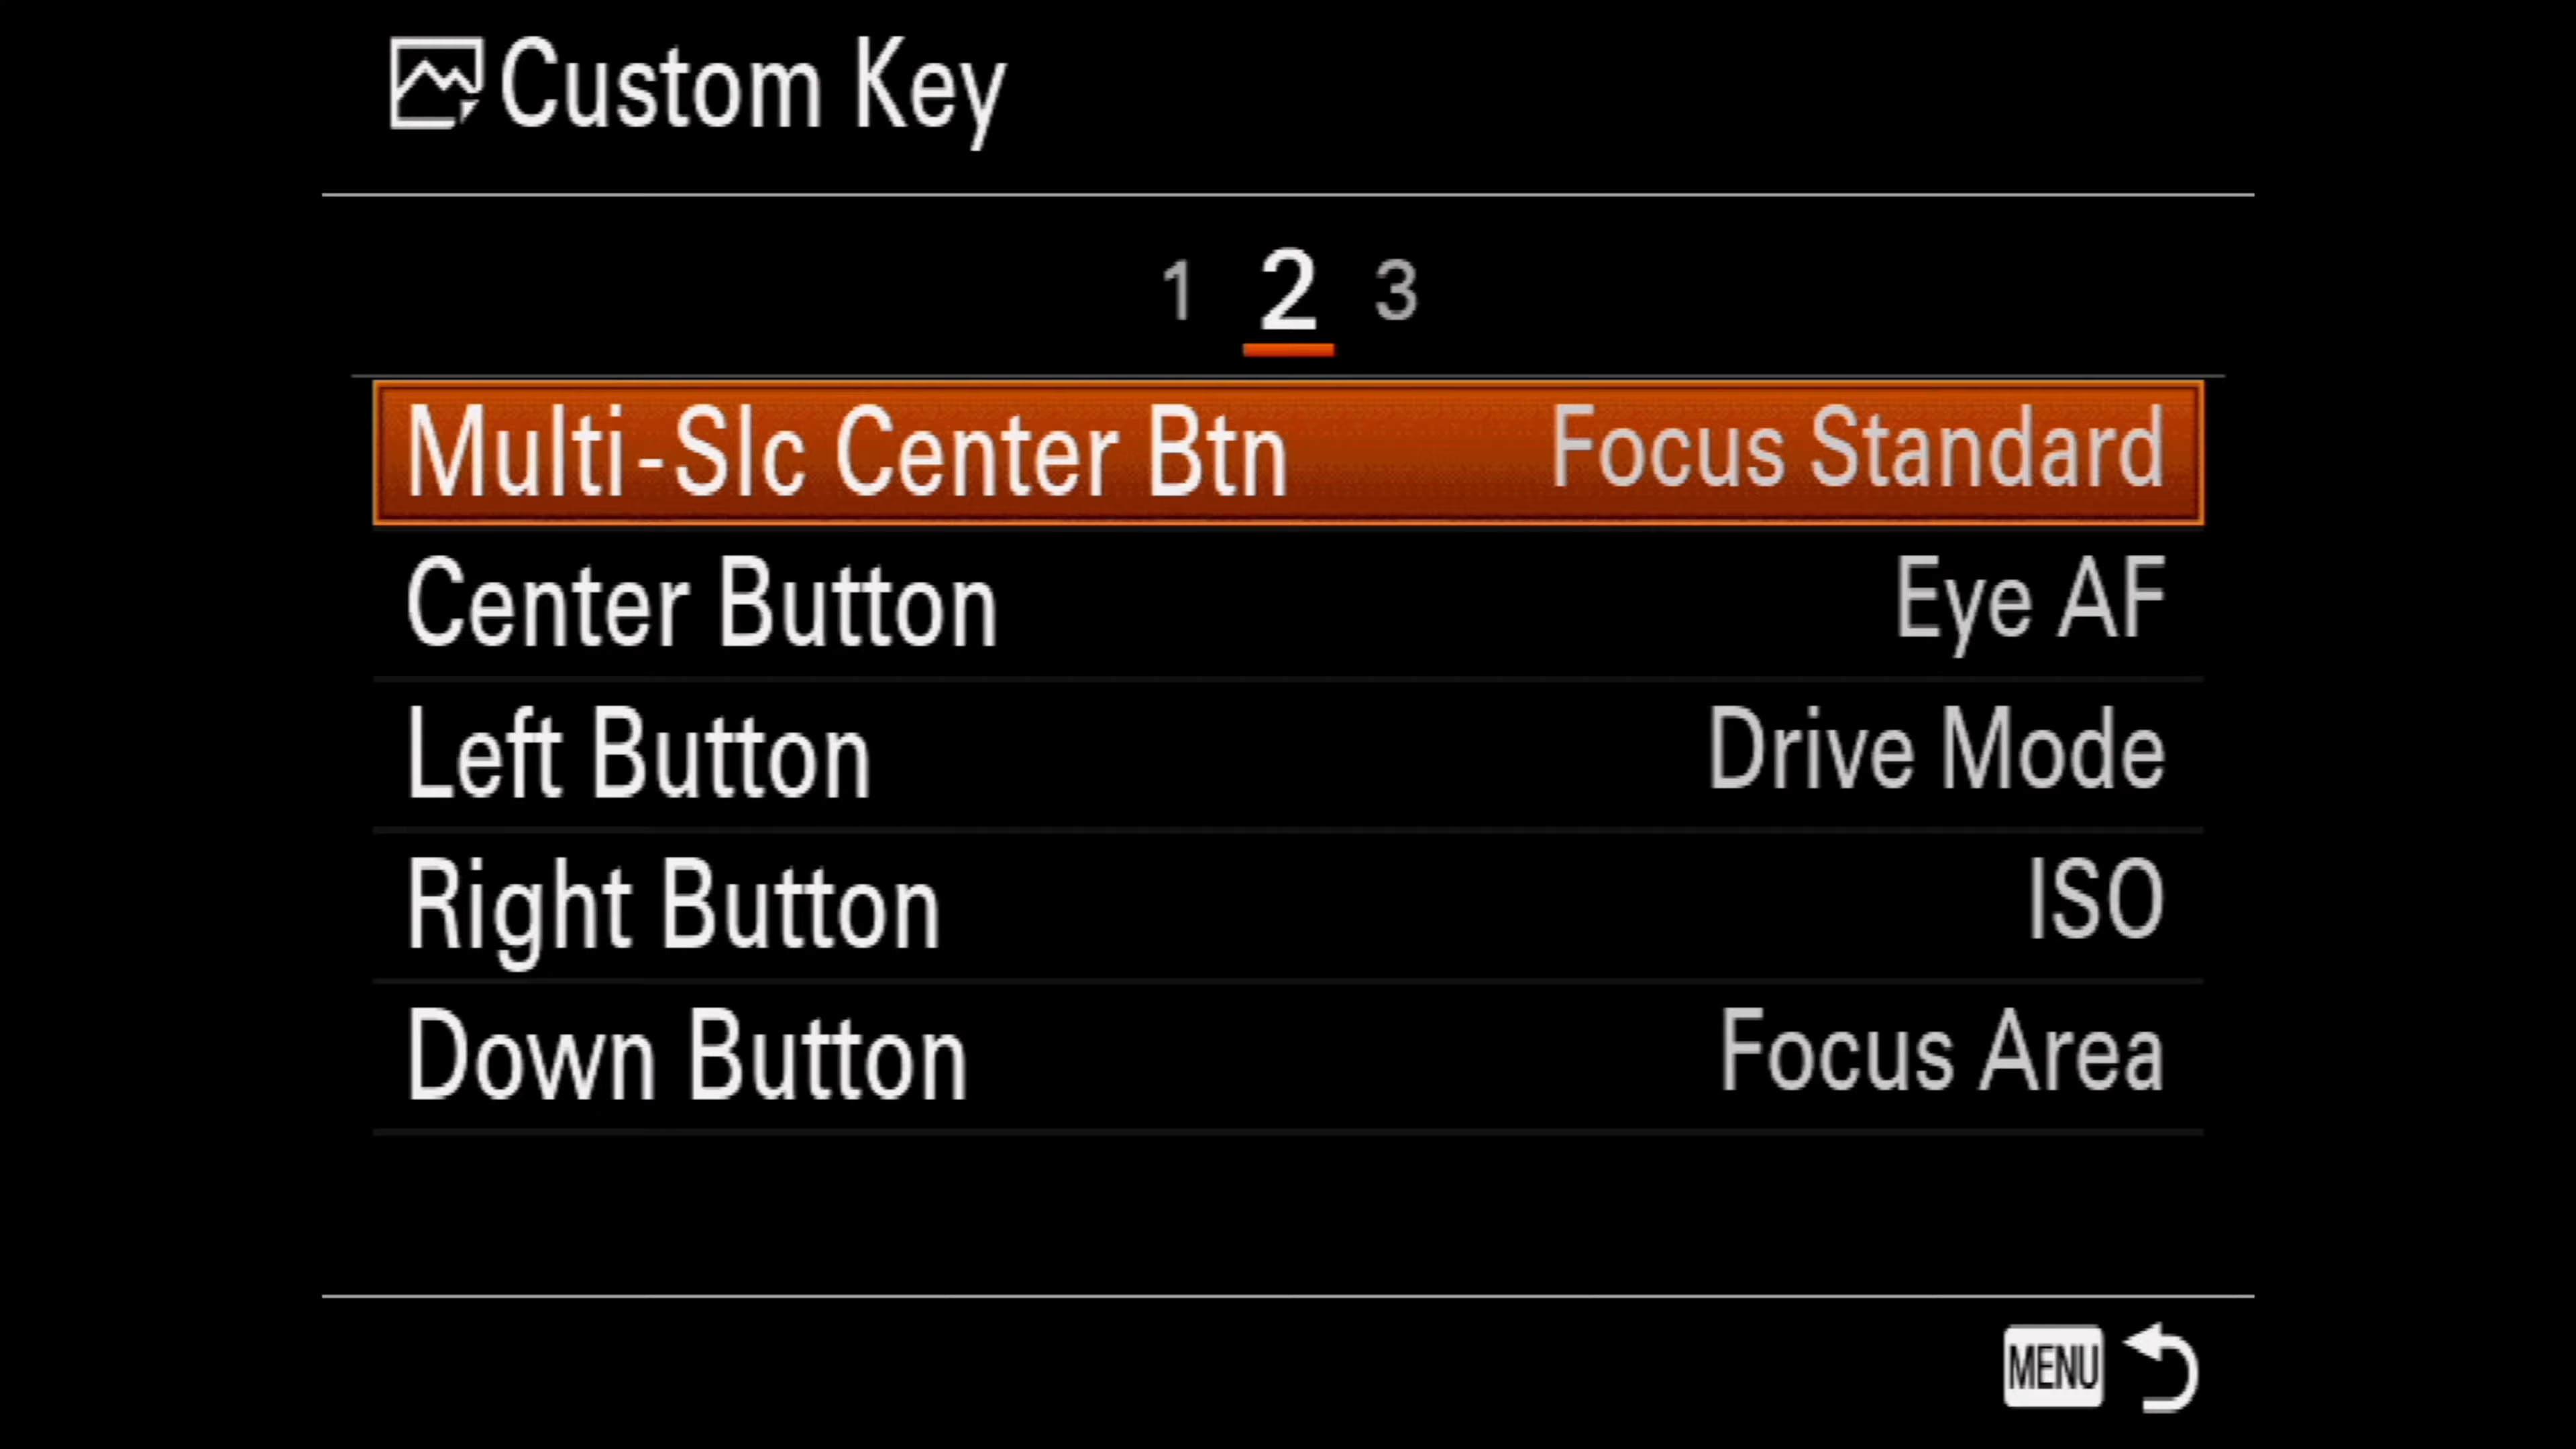 Custom Key
1 2 3
Multi-Slc Center Btn Focus Standard
Center Button Eye AF
Left Button Drive Mode
Right Button ISO
Down Button Focus Area
MENU